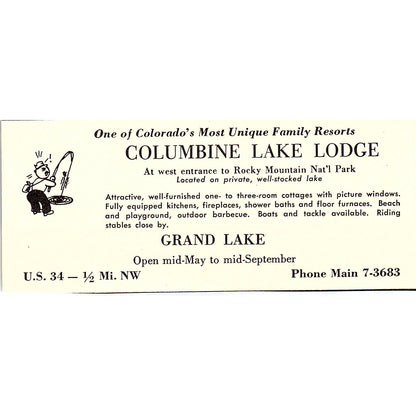 One of Colorado's Most Unique Family Resorts
COLUMBINE LAKE LODGE
At west entrance to Rocky Mountain Nat'l Park
Located on private, well-stocked lake
Attractive, well-furnished one- to three-room cottages with picture windows.
Fully equipped kitchens, fireplaces, shower baths and floor furnaces. Beach
and playground, outdoor barbecue. Boats and tackle available. Riding
stables close by.
GRAND LAKE
Open mid-May to mid-September
U.S. 34 — ½ Mi. NW
Phone Main 7-3683